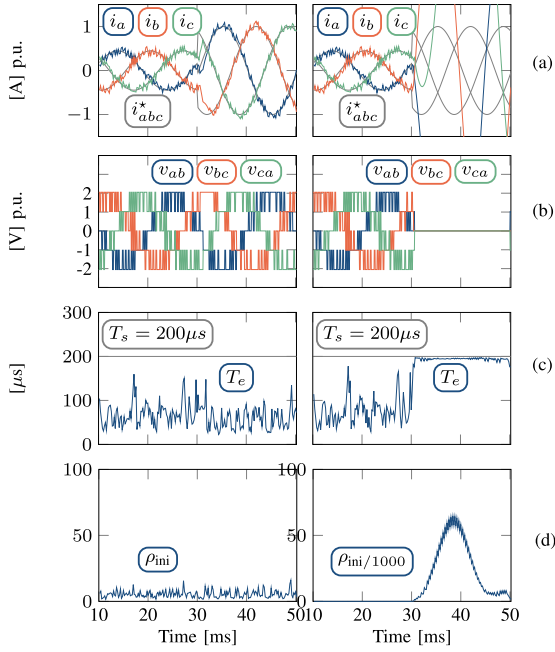 [A] p.u.
1
0
−1
i_a i_b i_c
i*_abc
i_a i_b i_c
i*_abc
(a)
[V] p.u.
2
1
0
-1
-2
v_ab v_bc v_ca
v_ab v_bc v_ca
(b)
[μs]
300
200
100
0
T_s = 200μs
T_e
T_s = 200μs
T_e
(c)
100
50
0
ρ_ini
100
50
0
ρ_ini/1000
(d)
10 20 30 40 50
10 20 30 40 50
Time [ms]
Time [ms]